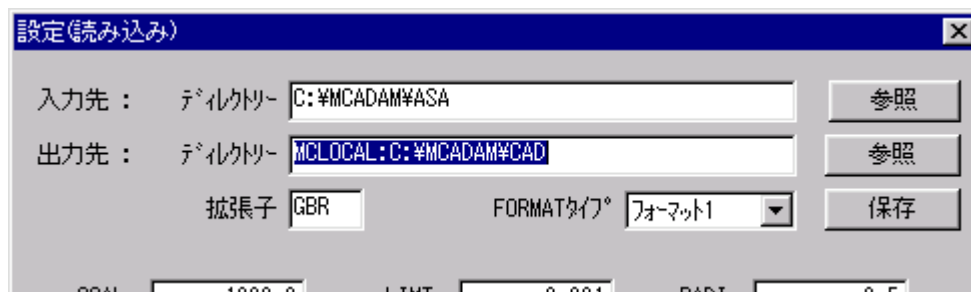 設定(読み込み)
入力先： ﾃﾞｨﾚｸﾄﾘｰ C:¥MCADAM¥ASA 参照
出力先： ﾃﾞｨﾚｸﾄﾘｰ MCLOCAL:C:¥MCADAM¥CAD 参照
拡張子 GBR FORMATﾀｲﾌﾟ ﾌｫｰﾏｯﾄ1 保存